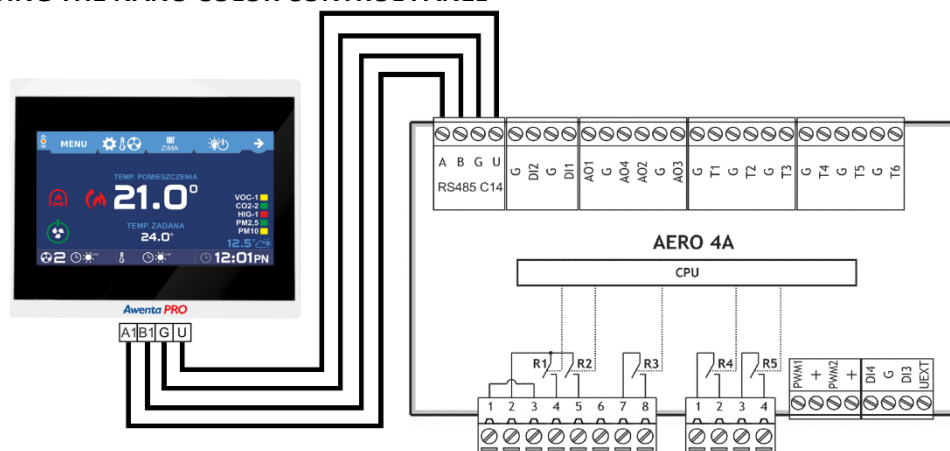 MENU
ZIMA
TEMP. POMIESZCZENIA
21.0°
VOC-1
CO2-2
HIG-1
PM2,5
PM10
TEMP. ZADANA
24.0°
12.5°
2
12:01PN
Awenta PRO
A1 B1 G U
A B G U
RS485 C14
G DI2 G DI1
AO1 G AO4 AO2 G AO3
G T1 G T2 G T3
G T4 G T5 G T6
AERO 4A
CPU
R1 R2 R3 R4 R5
1 2 3 4 5 6 7 8
1 2 3 4
PWM1 + PWM2 +
DI4 G DI3 UEXT